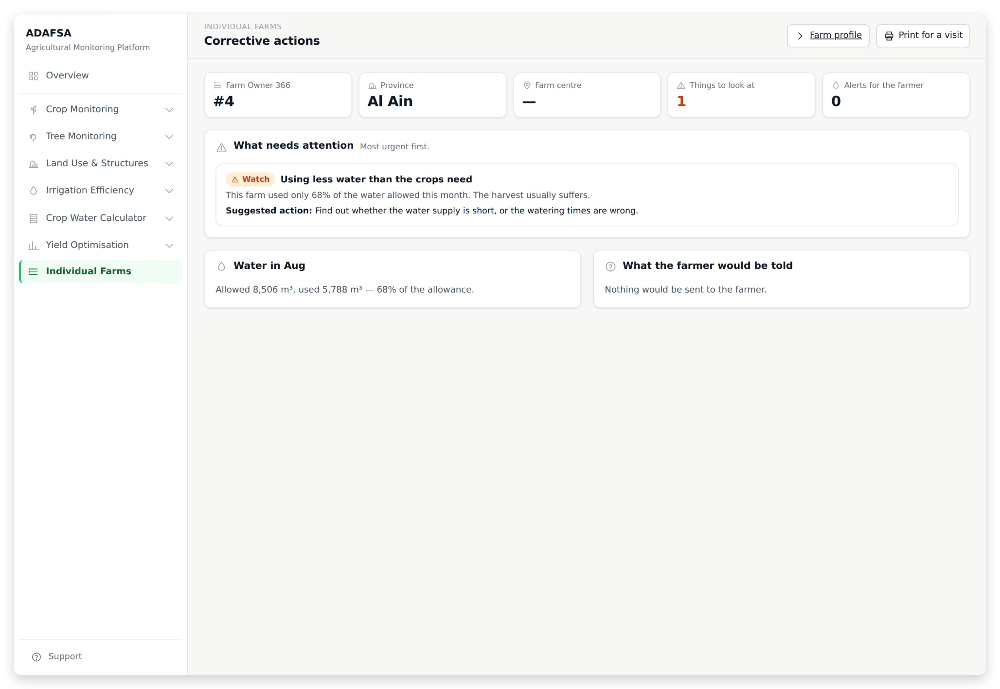 ADAFSA
Agricultural Monitoring Platform
Overview
Crop Monitoring
Tree Monitoring
Land Use & Structures
Irrigation Efficiency
Crop Water Calculator
Yield Optimisation
Individual Farms
Support
INDIVIDUAL FARMS
Corrective actions
Farm profile
Print for a visit
Farm Owner 366
#4
Province
Al Ain
Farm centre
—
Things to look at
1
Alerts for the farmer
0
What needs attention Most urgent first.
Watch Using less water than the crops need
This farm used only 68% of the water allowed this month. The harvest usually suffers.
Suggested action: Find out whether the water supply is short, or the watering times are wrong.
Water in Aug
Allowed 8,506 m³, used 5,788 m³ — 68% of the allowance.
What the farmer would be told
Nothing would be sent to the farmer.